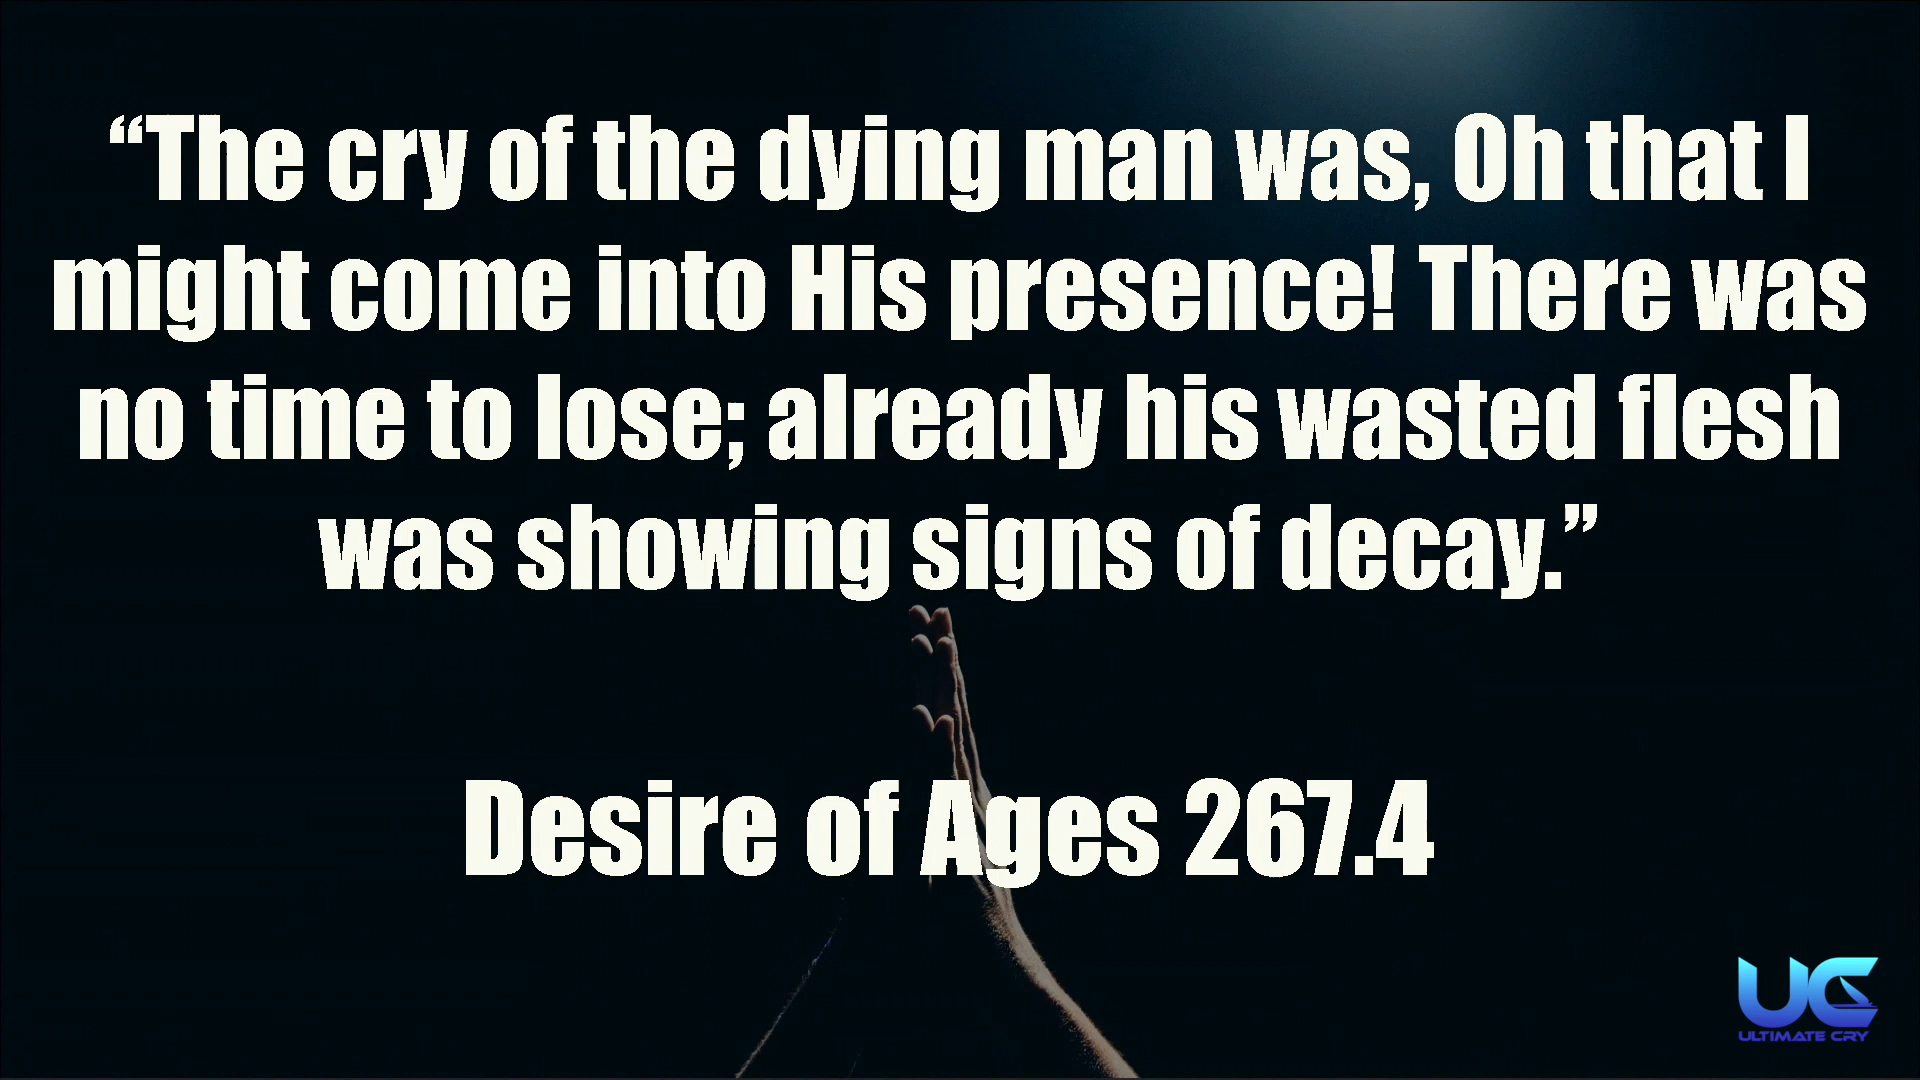 “The cry of the dying man was, Oh that I
might come into His presence! There was
no time to lose; already his wasted flesh
was showing signs of decay.”
Desire of Ages 267.4
UC
ULTIMATE CRY